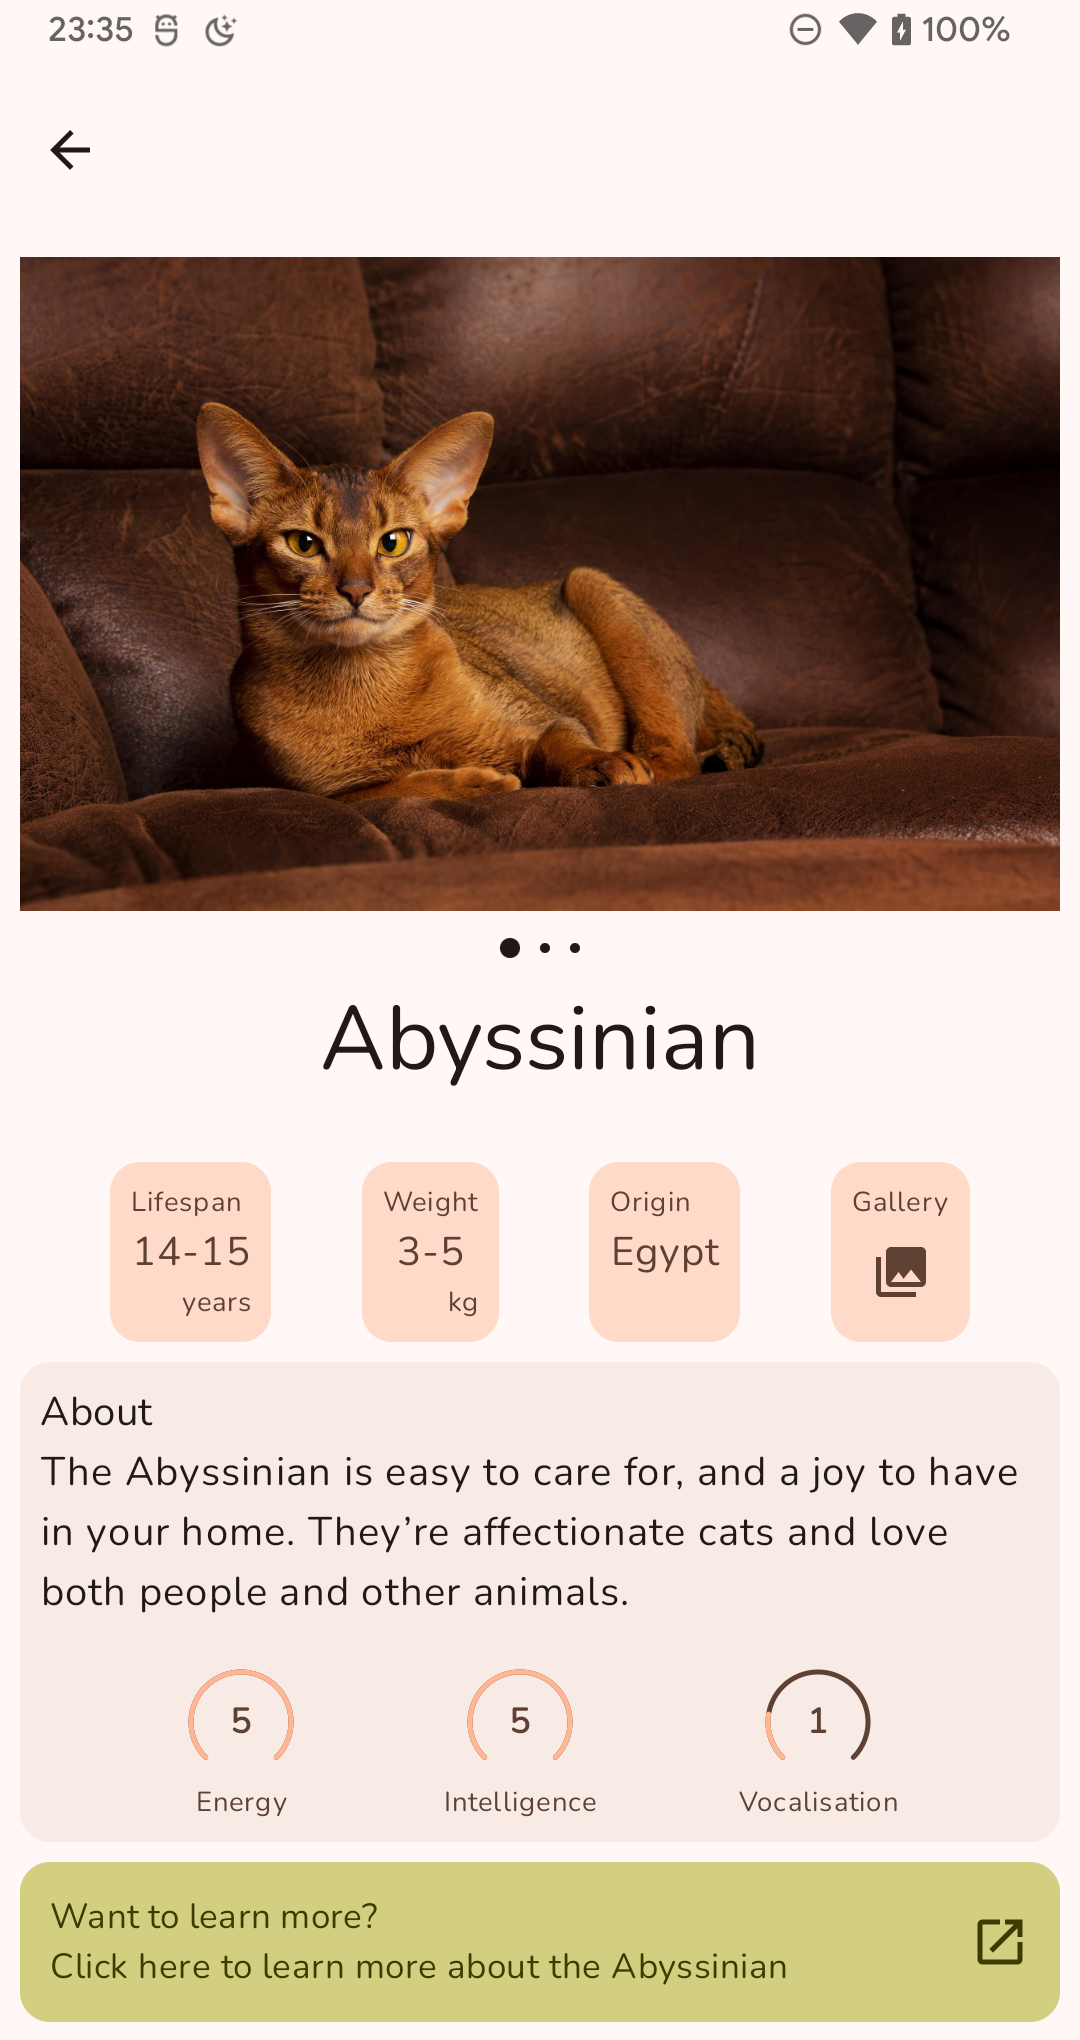 23:35 100%
Abyssinian
Lifespan
14-15
years
Weight
3-5
kg
Origin
Egypt
Gallery
About
The Abyssinian is easy to care for, and a joy to have
in your home. They’re affectionate cats and love
both people and other animals.
5
Energy
5
Intelligence
1
Vocalisation
Want to learn more?
Click here to learn more about the Abyssinian